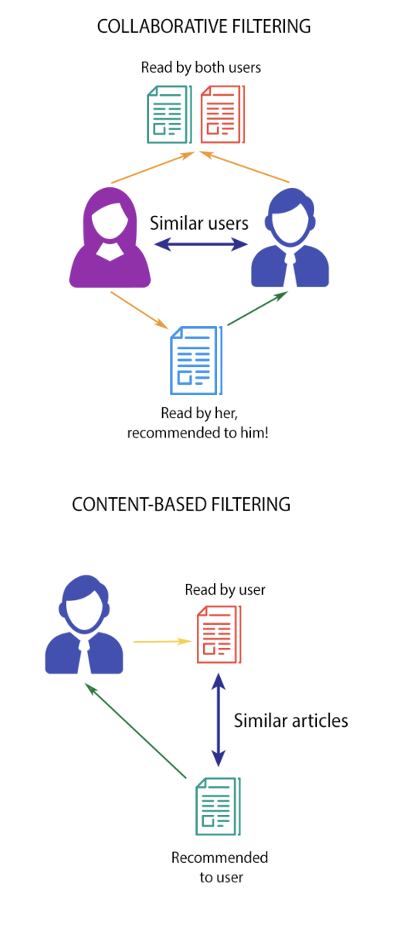 COLLABORATIVE FILTERING
Read by both users
Similar users
Read by her,
recommended to him!
CONTENT-BASED FILTERING
Read by user
Similar articles
Recommended
to user